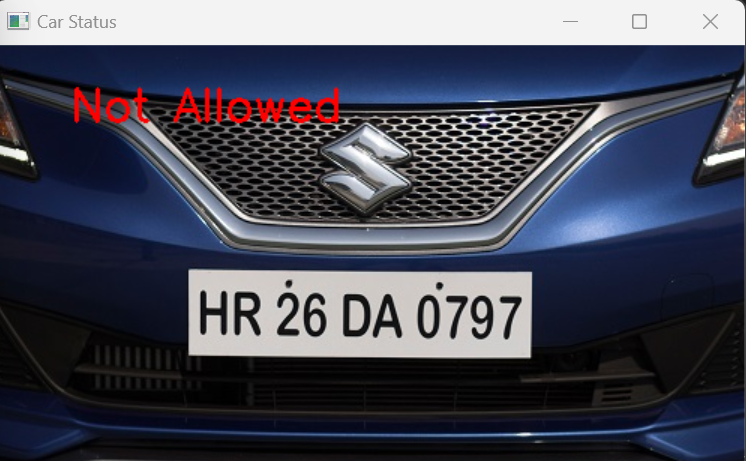 Car Status
Not Allowed
HR 26 DA 0797